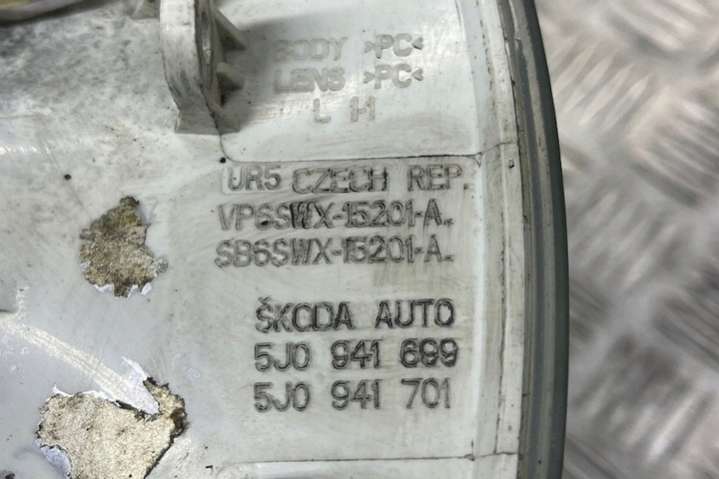 BODY >PC<
LENS >PC<
L H
UR5 CZECH REP.
VP6SWX-15201-A..
SB6SWX-15201-A..
ŠKODA AUTO
5J0 941 699
5J0 941 701